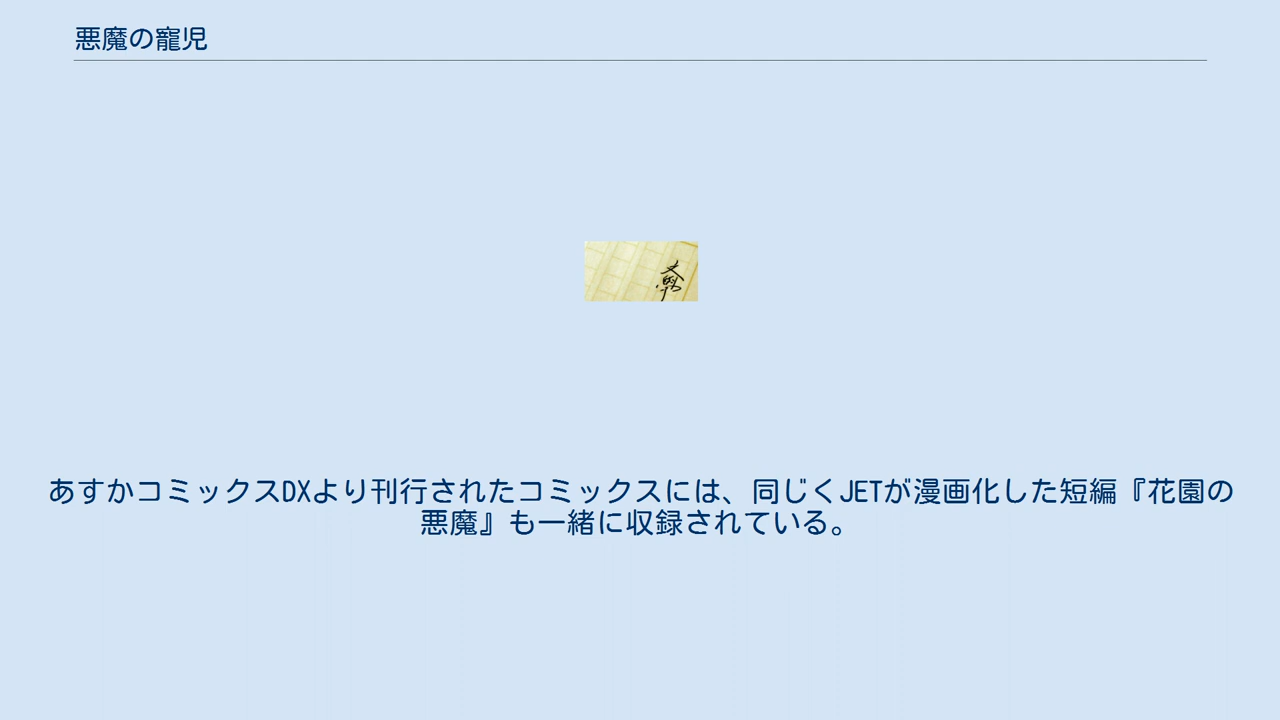 悪魔の寵児
あすかコミックスDXより刊行されたコミックスには、同じくJETが漫画化した短編『花園の
悪魔』も一緒に収録されている。